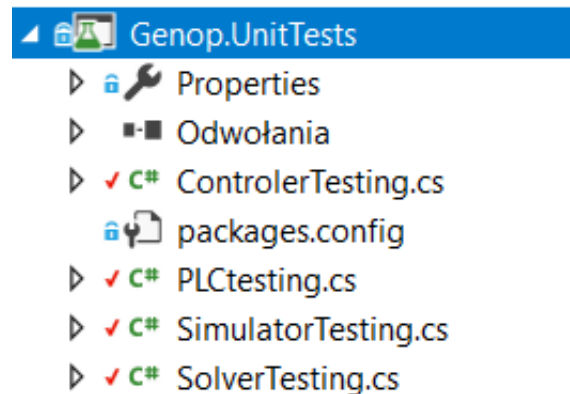 Genop.UnitTests
Properties
Odwołania
C# ControlerTesting.cs
packages.config
C# PLCtesting.cs
C# SimulatorTesting.cs
C# SolverTesting.cs